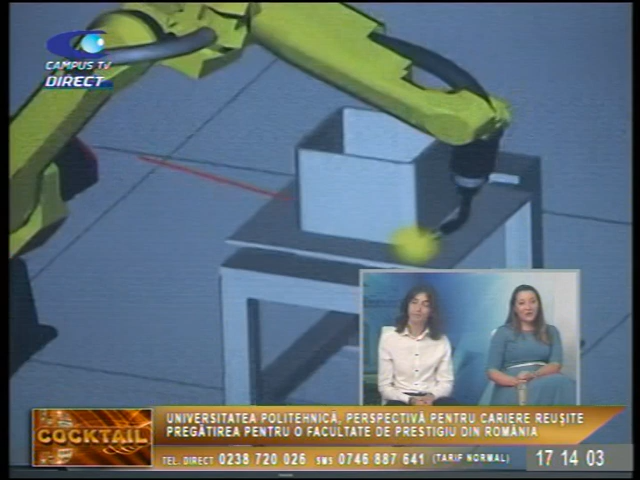 CAMPUS TV
DIRECT
UNIVERSITATEA POLITEHNICĂ, PERSPECTIVĂ PENTRU CARIERE REUȘITE
PREGĂTIREA PENTRU O FACULTATE DE PRESTIGIU DIN ROMÂNIA
COCKTAIL
TEL. DIRECT 0238 720 026 SMS 0746 887 641 (TARIF NORMAL) 17 14 03